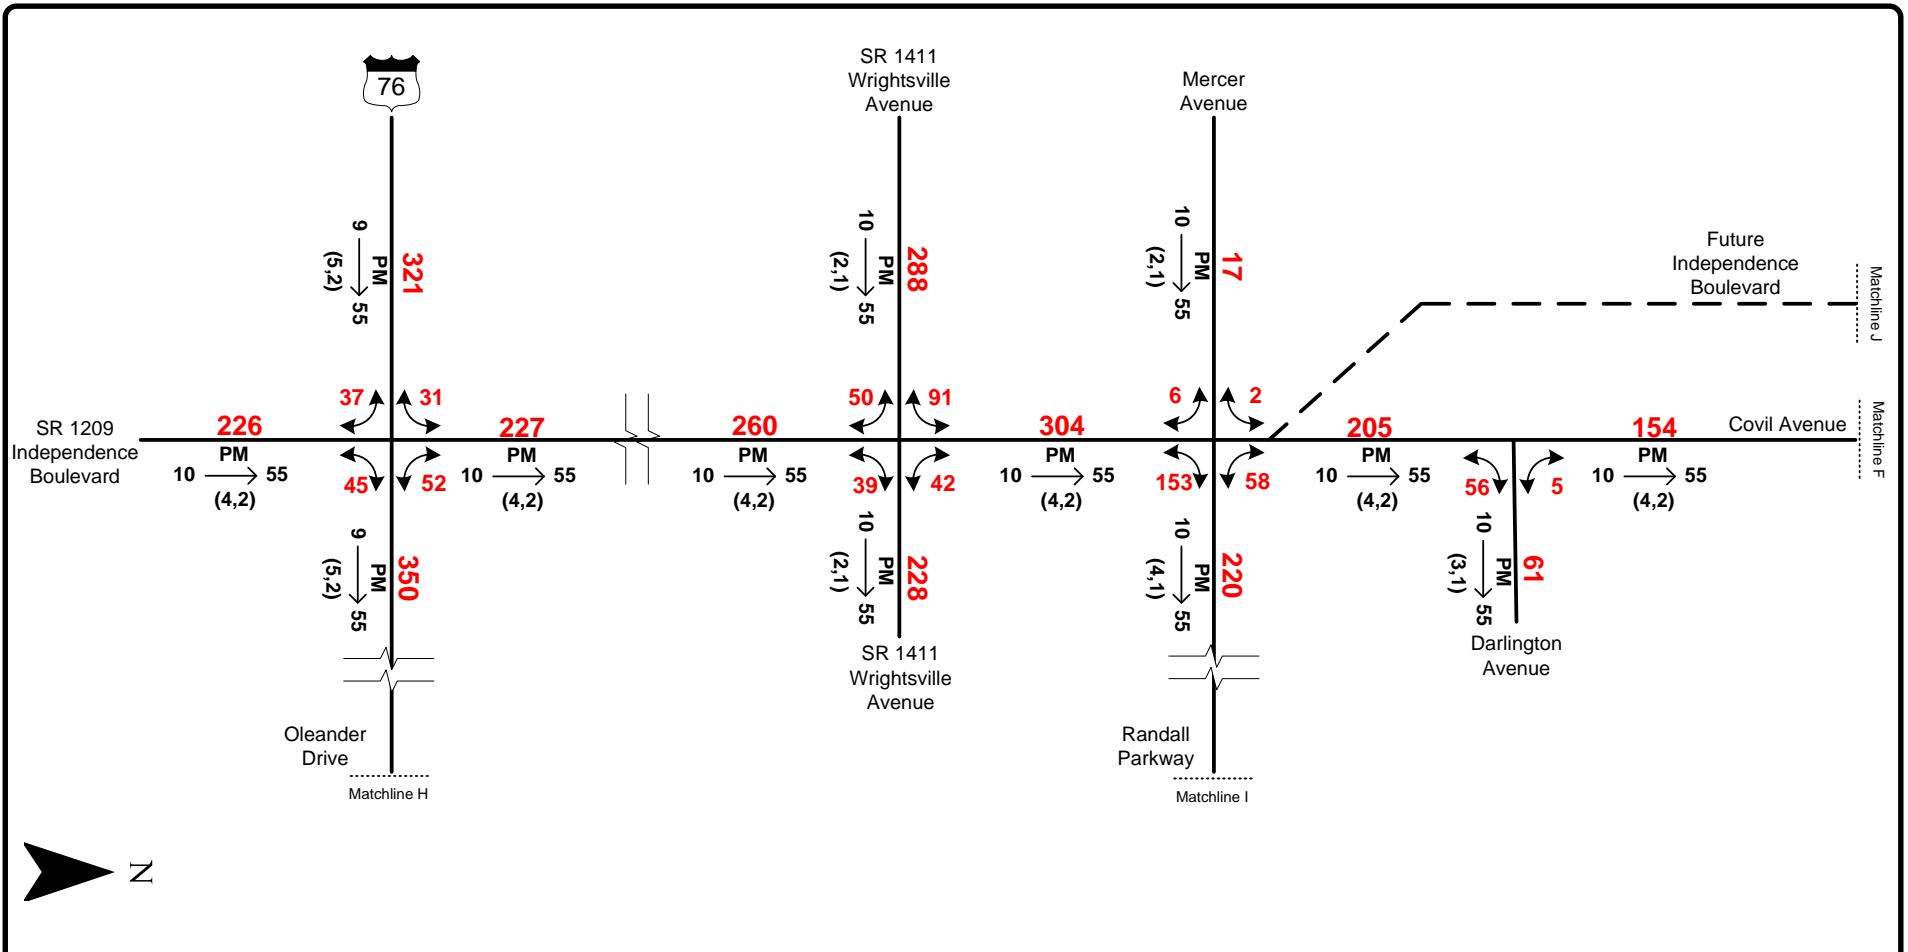 76
SR 1411
Wrightsville
Avenue
Mercer
Avenue
Future
Independence
Boulevard
Matchline J
9 PM 55
(5,2)
321
10 PM 55
(2,1)
288
10 PM 55
(2,1)
17
37 31
50 91
6 2
SR 1209
Independence
Boulevard
226
PM
10 55
(4,2)
227
PM
10 55
(4,2)
260
PM
10 55
(4,2)
304
PM
10 55
(4,2)
205
PM
10 55
(4,2)
154
PM
10 55
(4,2)
Covil Avenue
Matchline F
45 52
39 42
153 58
56 5
9 PM 55
(5,2)
350
10 PM 55
(2,1)
228
10 PM 55
(4,1)
220
10 PM 55
(3,1)
61
SR 1411
Wrightsville
Avenue
Darlington
Avenue
Oleander
Drive
Matchline H
Randall
Parkway
Matchline I
N